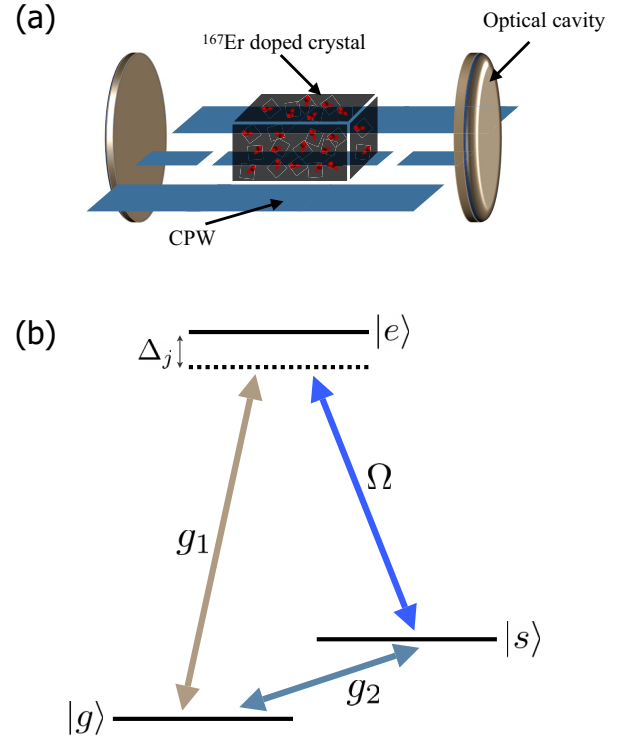 (a)
¹⁶⁷Er doped crystal
Optical cavity
CPW
(b)
|e⟩
Δⱼ
Ω
g₁
|s⟩
g₂
|g⟩